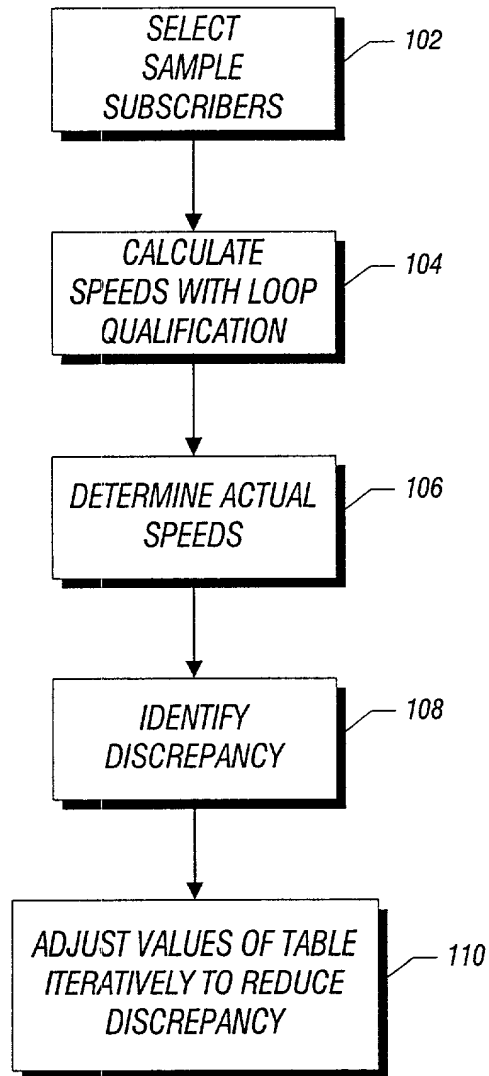 SELECT
SAMPLE
SUBSCRIBERS
102
CALCULATE
SPEEDS WITH LOOP
QUALIFICATION
104
DETERMINE ACTUAL
SPEEDS
106
IDENTIFY
DISCREPANCY
108
ADJUST VALUES OF TABLE
ITERATIVELY TO REDUCE
DISCREPANCY
110